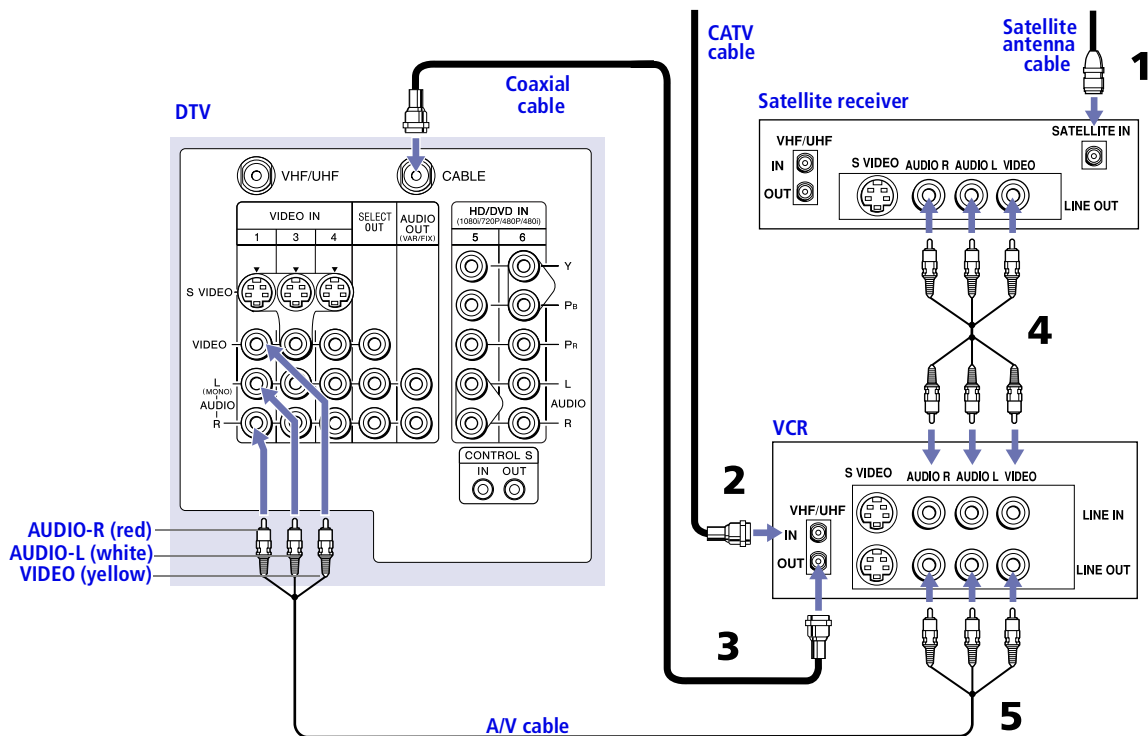 CATV
cable
Satellite
antenna
cable
1
Coaxial
cable
DTV
VHF/UHF
CABLE
VIDEO IN
1 3 4
SELECT
OUT
AUDIO
OUT
(VAR/FIX)
HD/DVD IN
(1080i/720P/480P/480i)
5 6
S VIDEO
VIDEO
L
(MONO)
AUDIO
R
Y
PB
PR
L
AUDIO
R
CONTROL S
IN OUT
AUDIO-R (red)
AUDIO-L (white)
VIDEO (yellow)
Satellite receiver
VHF/UHF
IN
OUT
S VIDEO AUDIO R AUDIO L VIDEO
SATELLITE IN
LINE OUT
4
VCR
2
VHF/UHF
IN
OUT
S VIDEO AUDIO R AUDIO L VIDEO
LINE IN
LINE OUT
3
A/V cable
5